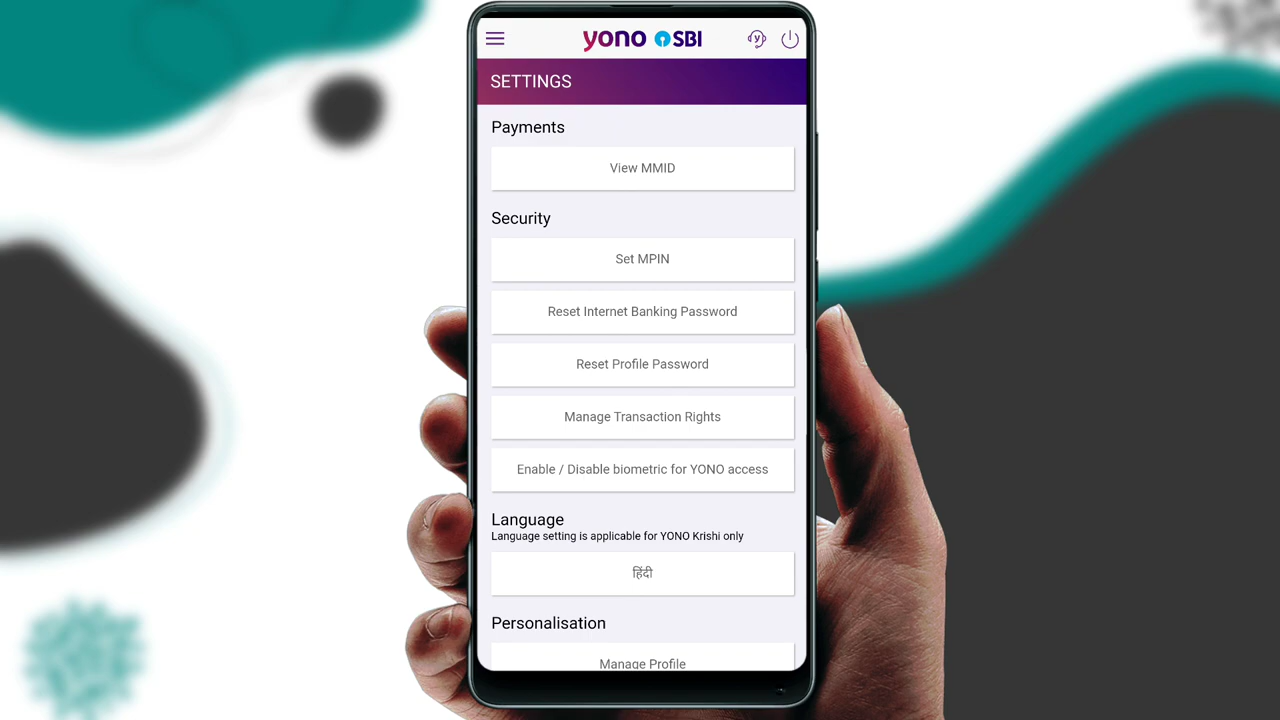 yono SBI
SETTINGS
Payments
View MMID
Security
Set MPIN
Reset Internet Banking Password
Reset Profile Password
Manage Transaction Rights
Enable / Disable biometric for YONO access
Language
Language setting is applicable for YONO Krishi only
हिंदी
Personalisation
Manage Profile